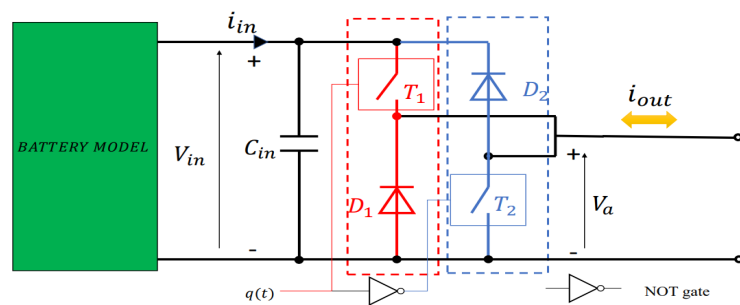 i_in
+
T_1
D_2
i_out
BATTERY MODEL
V_in
C_in
+
D_1
T_2
V_a
-
-
q(t)
NOT gate